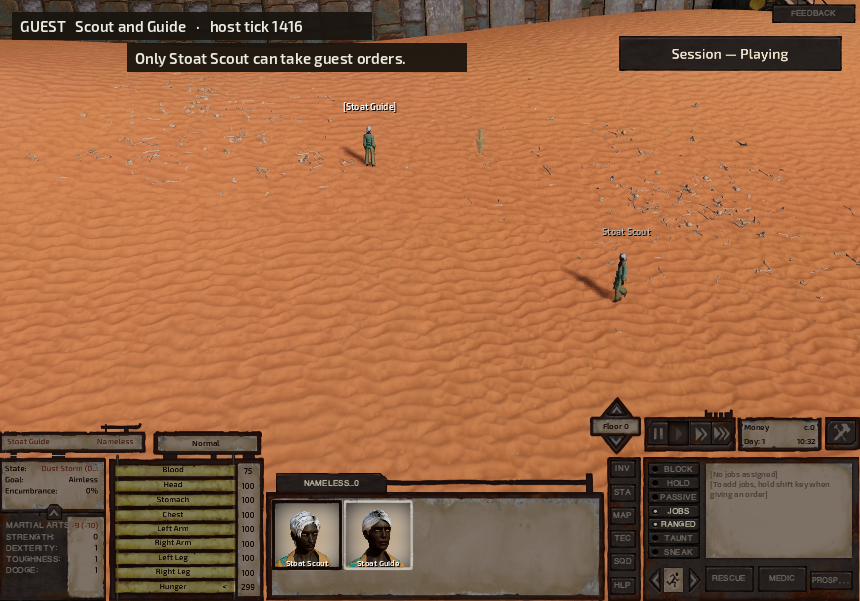 GUEST Scout and Guide · host tick 1416
FEEDBACK
Only Stoat Scout can take guest orders.
Session — Playing
[Stoat Guide]
Stoat Scout
Floor 0
Money c.0
Day: 1 10:32
Stoat Guide Nameless
Normal
State: Dust Storm (D...
Goal: Aimless
Encumbrance: 0%
MARTIAL ARTS -9 (-10)
STRENGTH: 0
DEXTERITY: 1
TOUGHNESS: 1
DODGE: 1
Blood 75
Head 100
Stomach 100
Chest 100
Left Arm 100
Right Arm 100
Left Leg 100
Right Leg 100
Hunger < 299
NAMELESS..0
Stoat Scout
Stoat Guide
INV
STA
MAP
TEC
SQD
HLP
BLOCK
HOLD
PASSIVE
JOBS
RANGED
TAUNT
SNEAK
[No jobs assigned]
[To add jobs, hold shift key when
giving an order]
RESCUE
MEDIC
PROSP...